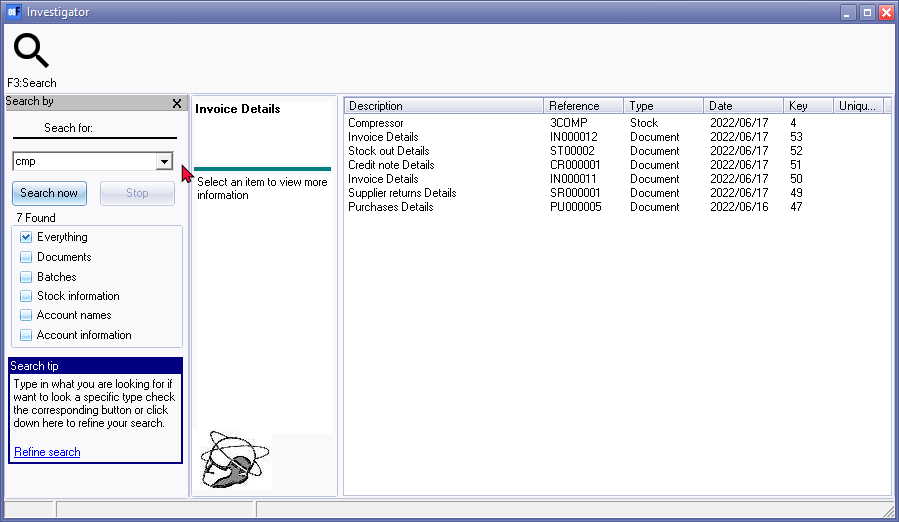 Investigator
F3:Search
Search by
Seach for:
cmp
Search now
Stop
7 Found
Everything
Documents
Batches
Stock information
Account names
Account information
Search tip
Type in what you are looking for if
want to look a specific type check
the corresponding button or click
down here to refine your search.
Refine search
Invoice Details
Select an item to view more
information
Description Reference Type Date Key Uniqu...
Compressor 3COMP Stock 2022/06/17 4
Invoice Details IN000012 Document 2022/06/17 53
Stock out Details ST00002 Document 2022/06/17 52
Credit note Details CR000001 Document 2022/06/17 51
Invoice Details IN000011 Document 2022/06/17 50
Supplier returns Details SR000001 Document 2022/06/17 49
Purchases Details PU000005 Document 2022/06/16 47